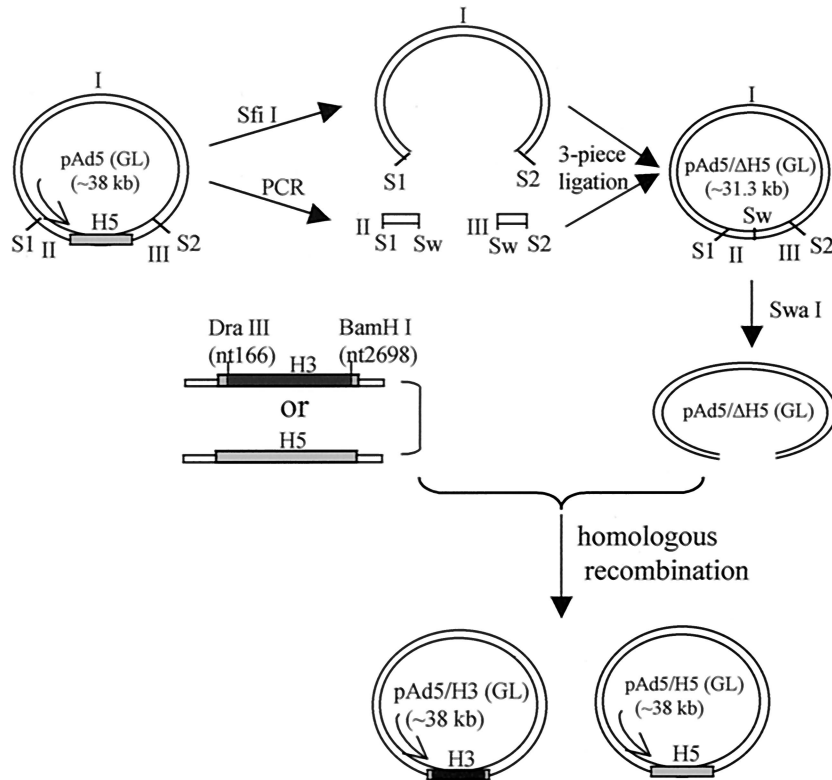 I
pAd5 (GL)
(~38 kb)
H5
S1
II
III
S2
Sfi I
PCR
I
S1
S2
II
S1
Sw
III
Sw
S2
3-piece
ligation
I
pAd5/ΔH5 (GL)
(~31.3 kb)
Sw
S1
II
III
S2
Swa I
pAd5/ΔH5 (GL)
Dra III
(nt166)
BamH I
(nt2698)
H3
or
H5
homologous
recombination
pAd5/H3 (GL)
(~38 kb)
H3
pAd5/H5 (GL)
(~38 kb)
H5